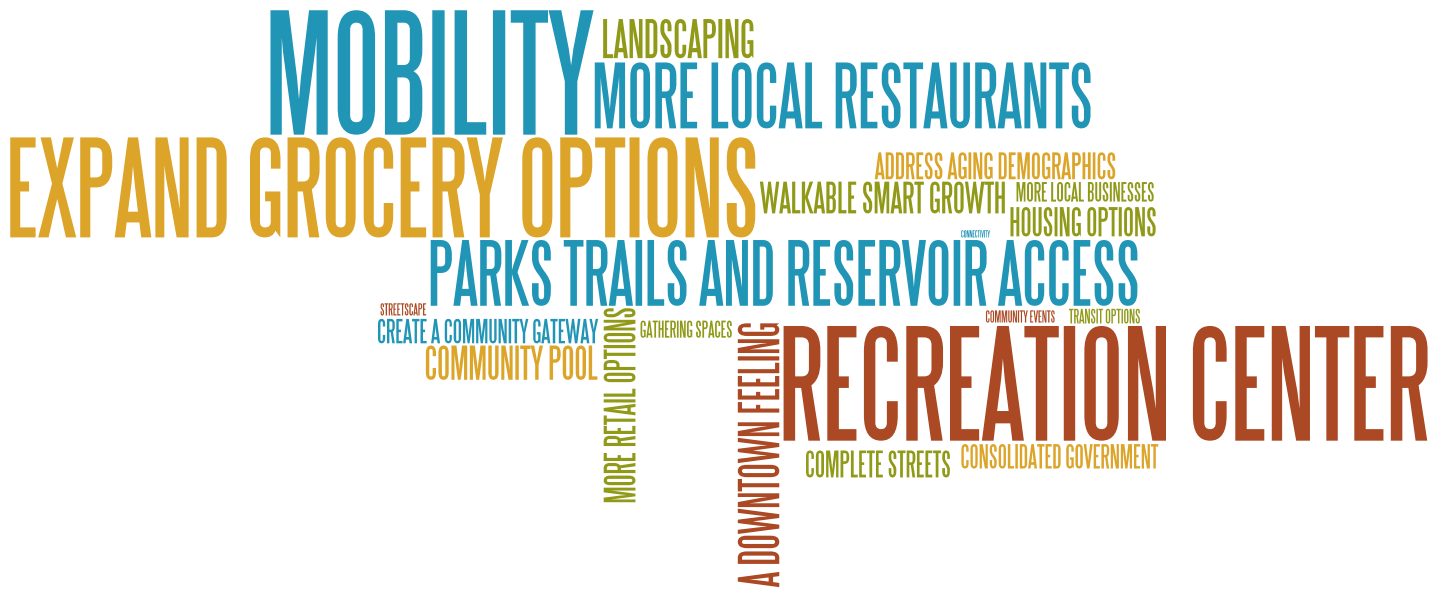 MOBILITY
LANDSCAPING
MORE LOCAL RESTAURANTS
EXPAND GROCERY OPTIONS
ADDRESS AGING DEMOGRAPHICS
WALKABLE SMART GROWTH
MORE LOCAL BUSINESSES
HOUSING OPTIONS
CONNECTIVITY
PARKS TRAILS AND RESERVOIR ACCESS
STREETSCAPE
CREATE A COMMUNITY GATEWAY
COMMUNITY POOL
MORE RETAIL OPTIONS
GATHERING SPACES
A DOWNTOWN FEELING
COMMUNITY EVENTS
TRANSIT OPTIONS
RECREATION CENTER
COMPLETE STREETS
CONSOLIDATED GOVERNMENT